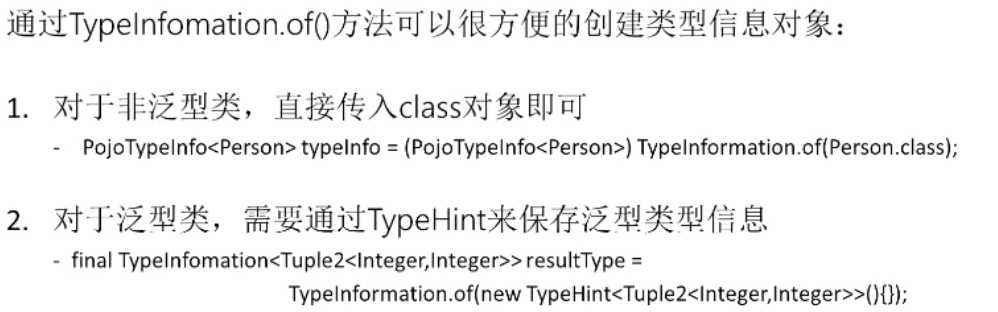 通过TypeInfomation.of()方法可以很方便的创建类型信息对象：
1. 对于非泛型类，直接传入class对象即可
- PojoTypeInfo<Person> typeInfo = (PojoTypeInfo<Person>) TypeInformation.of(Person.class);
2. 对于泛型类，需要通过TypeHint来保存泛型类型信息
- final TypeInfomation<Tuple2<Integer,Integer>> resultType =
TypeInformation.of(new TypeHint<Tuple2<Integer,Integer>>(){});